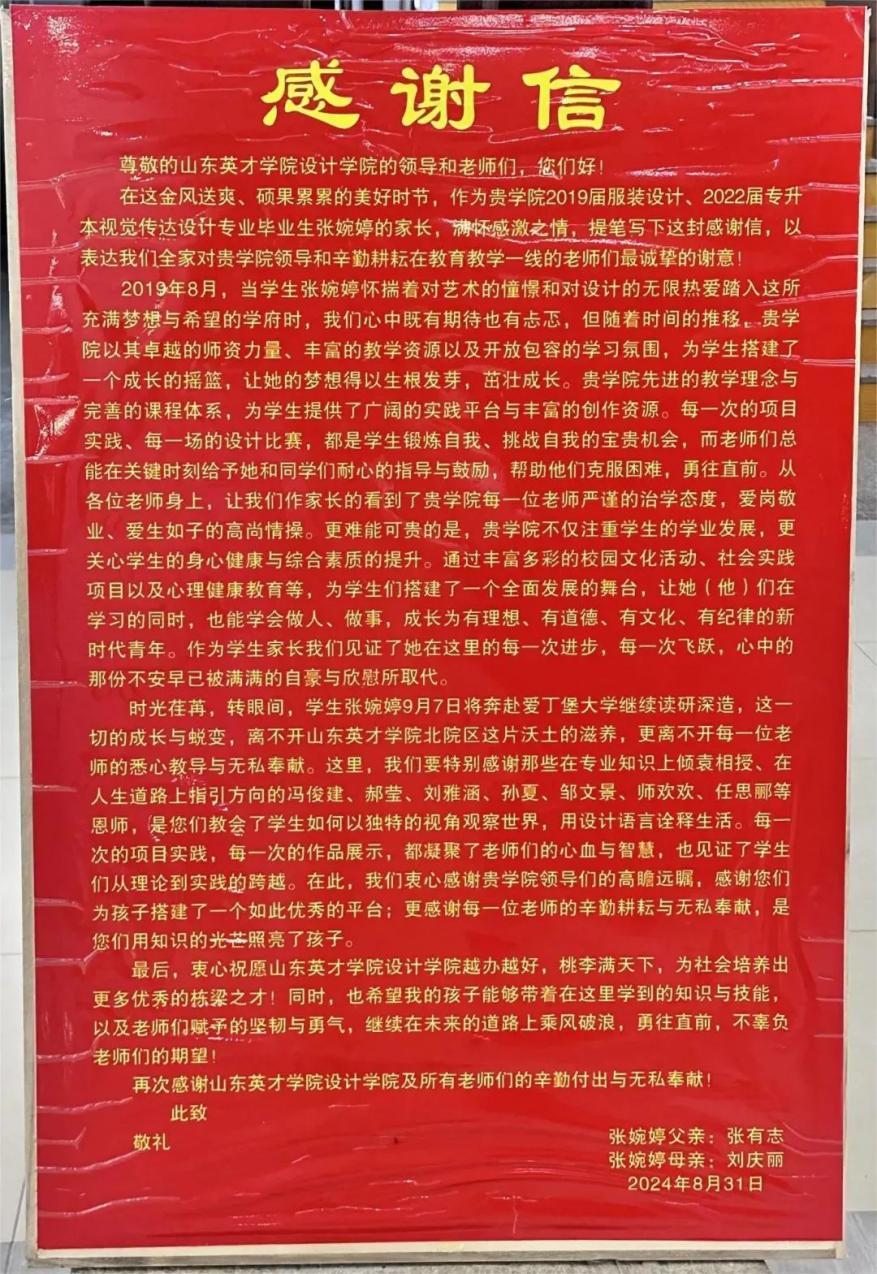 感谢信
尊敬的山东英才学院设计学院的领导和老师们，您们好！
在这金风送爽、硕果累累的美好时节，作为贵学院2019届服装设计、2022届专升
本视觉传达设计专业毕业生张婉婷的家长，满怀感激之情，提笔写下这封感谢信，以
表达我们全家对贵学院领导和辛勤耕耘在教育教学一线的老师们最诚挚的谢意！
2019年8月，当学生张婉婷怀揣着对艺术的憧憬和对设计的无限热爱踏入这所
充满梦想与希望的学府时，我们心中既有期待也有忐忑，但随着时间的推移，贵学
院以其卓越的师资力量、丰富的教学资源以及开放包容的学习氛围，为学生搭建了
一个成长的摇篮，让她的梦想得以生根发芽，茁壮成长。贵学院先进的教学理念与
完善的课程体系，为学生提供了广阔的实践平台与丰富的创作资源。每一次的项目
实践、每一场的设计比赛，都是学生锻炼自我、挑战自我的宝贵机会，而老师们总
能在关键时刻给予她和同学们耐心的指导与鼓励，帮助他们克服困难，勇往直前。从
各位老师身上，让我们作家长的看到了贵学院每一位老师严谨的治学态度，爱岗敬
业、爱生如子的高尚情操。更难能可贵的是，贵学院不仅注重学生的学业发展，更
关心学生的身心健康与综合素质的提升。通过丰富多彩的校园文化活动、社会实践
项目以及心理健康教育等，为学生们搭建了一个全面发展的舞台，让她（他）们在
学习的同时，也能学会做人、做事，成长为有理想、有道德、有文化、有纪律的新
时代青年。作为学生家长我们见证了她在这里的每一次进步，每一次飞跃，心中的
那份不安早已被满满的自豪与欣慰所取代。
时光荏苒，转眼间，学生张婉婷9月7日将奔赴爱丁堡大学继续读研深造，这一
切的成长与蜕变，离不开山东英才学院北院区这片沃土的滋养，更离不开每一位老
师的悉心教导与无私奉献。这里，我们要特别感谢那些在专业知识上倾袁相授、在
人生道路上指引方向的冯俊建、郝莹、刘雅涵、孙夏、邹文景、师欢欢、任思郦等
恩师，是您们教会了学生如何以独特的视角观察世界，用设计语言诠释生活。每一
次的项目实践，每一次的作品展示，都凝聚了老师们的心血与智慧，也见证了学生
们从理论到实践的跨越。在此，我们衷心感谢贵学院领导们的高瞻远瞩，感谢您们
为孩子搭建了一个如此优秀的平台；更感谢每一位老师的辛勤耕耘与无私奉献，是
您们用知识的光芒照亮了孩子。
最后，衷心祝愿山东英才学院设计学院越办越好，桃李满天下，为社会培养出
更多优秀的栋梁之才！同时，也希望我的孩子能够带着在这里学到的知识与技能，
以及老师们赋予的坚韧与勇气，继续在未来的道路上乘风破浪，勇往直前，不辜负
老师们的期望！
再次感谢山东英才学院设计学院及所有老师们的辛勤付出与无私奉献！
此致
敬礼
张婉婷父亲：张有志
张婉婷母亲：刘庆丽
2024年8月31日